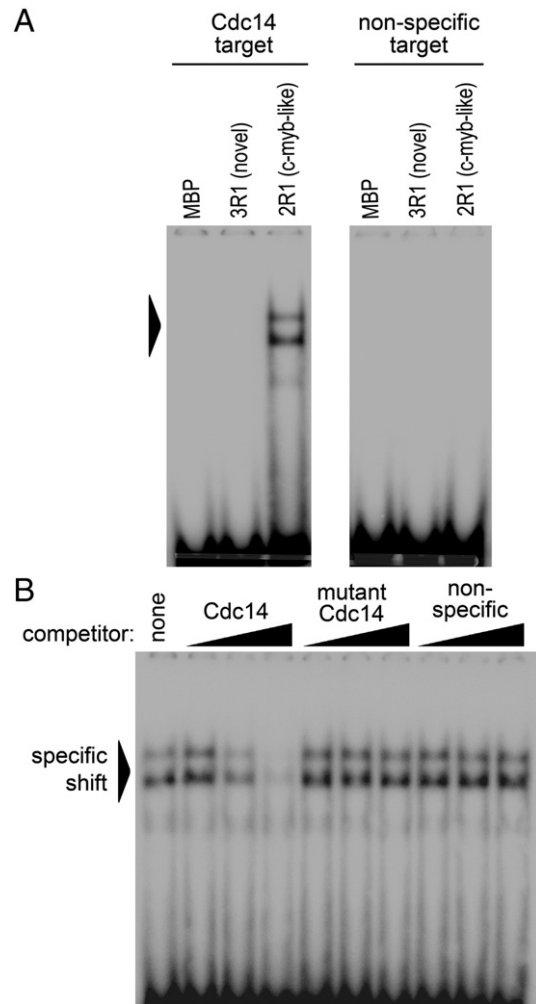 A
Cdc14
target
non-specific
target
MBP
3R1 (novel)
2R1 (c-myb-like)
MBP
3R1 (novel)
2R1 (c-myb-like)
B
competitor:
none
Cdc14
mutant
Cdc14
non-
specific
specific
shift